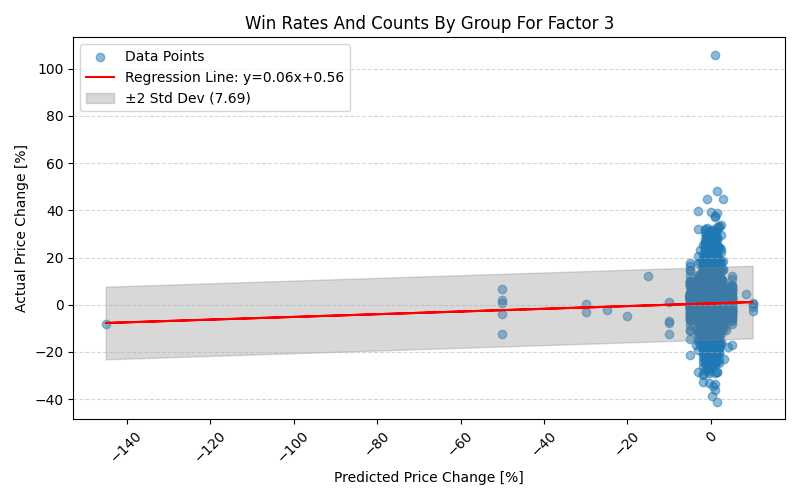 Win Rates And Counts By Group For Factor 3
Data Points
Regression Line: y=0.06x+0.56
±2 Std Dev (7.69)
Actual Price Change [%]
100
80
60
40
20
0
−20
−40
−140
−120
−100
−80
−60
−40
−20
0
Predicted Price Change [%]